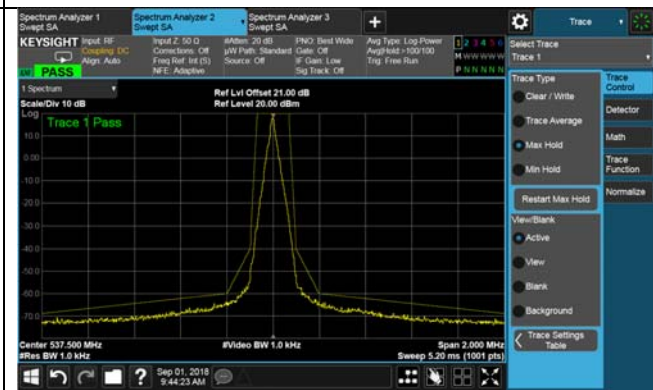 Spectrum Analyzer 1
Swept SA
Spectrum Analyzer 2
Swept SA
Spectrum Analyzer 3
Swept SA
Trace
KEYSIGHT
Input: RF
Coupling: DC
Align: Auto
Input Z: 50 Ω
Corrections: Off
Freq Ref: Int (S)
NFE: Adaptive
#Atten: 20 dB
µW Path: Standard
Source: Off
PNO: Best Wide
Gate: Off
IF Gain: Low
Sig Track: Off
Avg Type: Log-Power
Avg|Hold:>100/100
Trig: Free Run
1 2 3 4 5 6
M W W W W W
P N N N N N
PASS
1 Spectrum
Scale/Div 10 dB
Ref Lvl Offset 21.00 dB
Ref Level 20.00 dBm
Log
Trace 1 Pass
10.0
0.00
-10.0
-20.0
-30.0
-40.0
-50.0
-60.0
-70.0
Center 537.500 MHz
#Res BW 1.0 kHz
#Video BW 1.0 kHz
Span 2.000 MHz
Sweep 5.20 ms (1001 pts)
Sep 01, 2018
9:44:23 AM
Select Trace
Trace 1
Trace Type
Clear / Write
Trace Average
Max Hold
Min Hold
Restart Max Hold
View/Blank
Active
View
Blank
Background
Trace Settings
Table
Trace
Control
Detector
Math
Trace
Function
Normalize